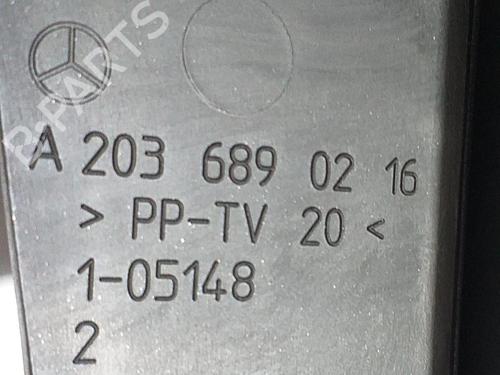 B-PARTS
A 203 689 02 16
> PP-TV 20 <
1-05148
2